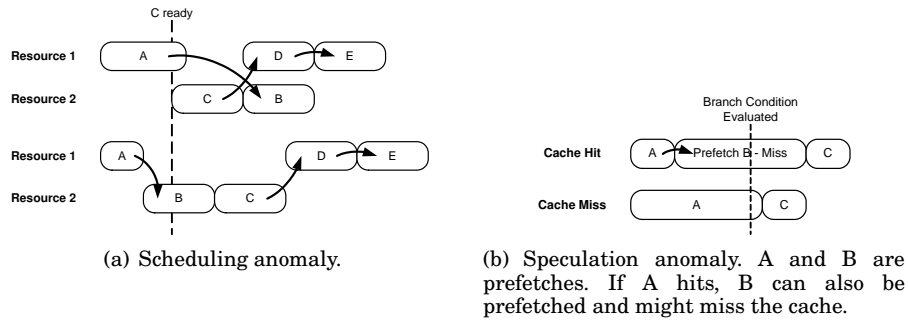 C ready
Resource 1 A D E
Resource 2 C B
Resource 1 A D E
Resource 2 B C
(a) Scheduling anomaly.
Branch Condition
Evaluated
Cache Hit A Prefetch B - Miss C
Cache Miss A C
(b) Speculation anomaly. A and B are
prefetches. If A hits, B can also be
prefetched and might miss the cache.